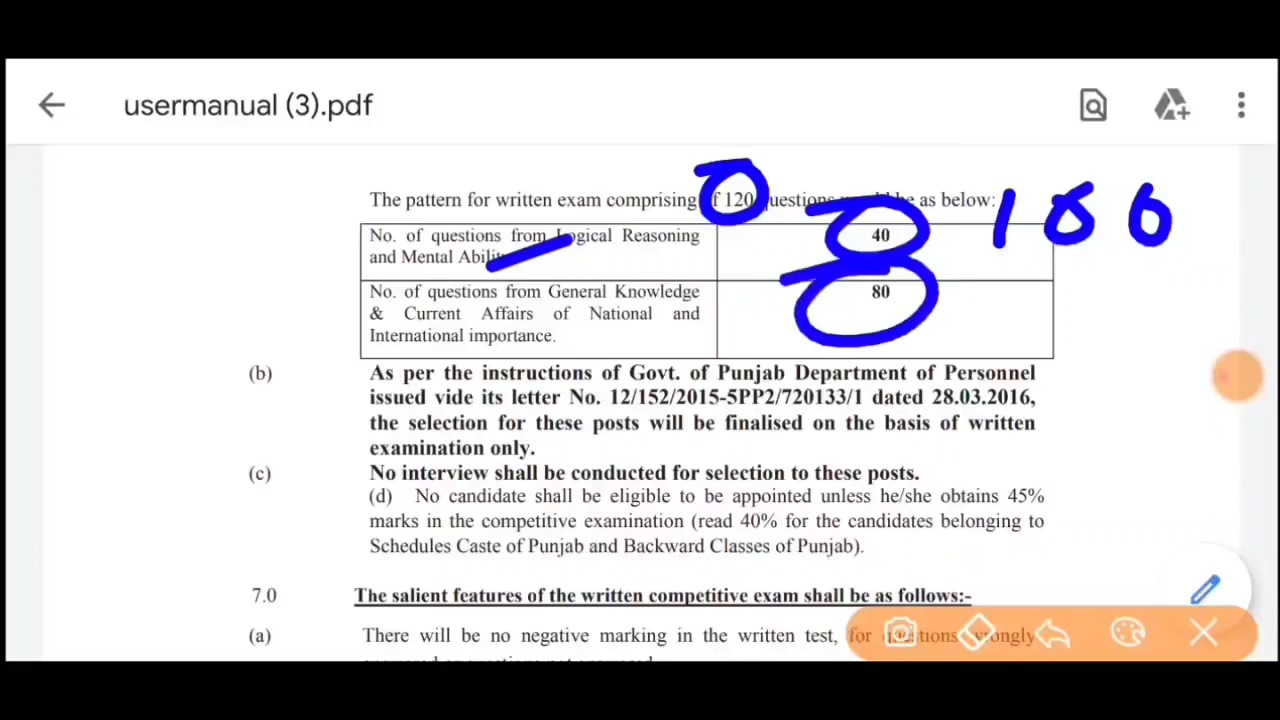 usermanual (3).pdf
The pattern for written exam comprising of 120 questions be as below:
100
No. of questions from Logical Reasoning
and Mental Ability
40
No. of questions from General Knowledge
& Current Affairs of National and
International importance.
80
(b) As per the instructions of Govt. of Punjab Department of Personnel
issued vide its letter No. 12/152/2015-5PP2/720133/1 dated 28.03.2016,
the selection for these posts will be finalised on the basis of written
examination only.
(c) No interview shall be conducted for selection to these posts.
(d) No candidate shall be eligible to be appointed unless he/she obtains 45%
marks in the competitive examination (read 40% for the candidates belonging to
Schedules Caste of Punjab and Backward Classes of Punjab).
7.0 The salient features of the written competitive exam shall be as follows:-
(a) There will be no negative marking in the written test, for questions wrongly